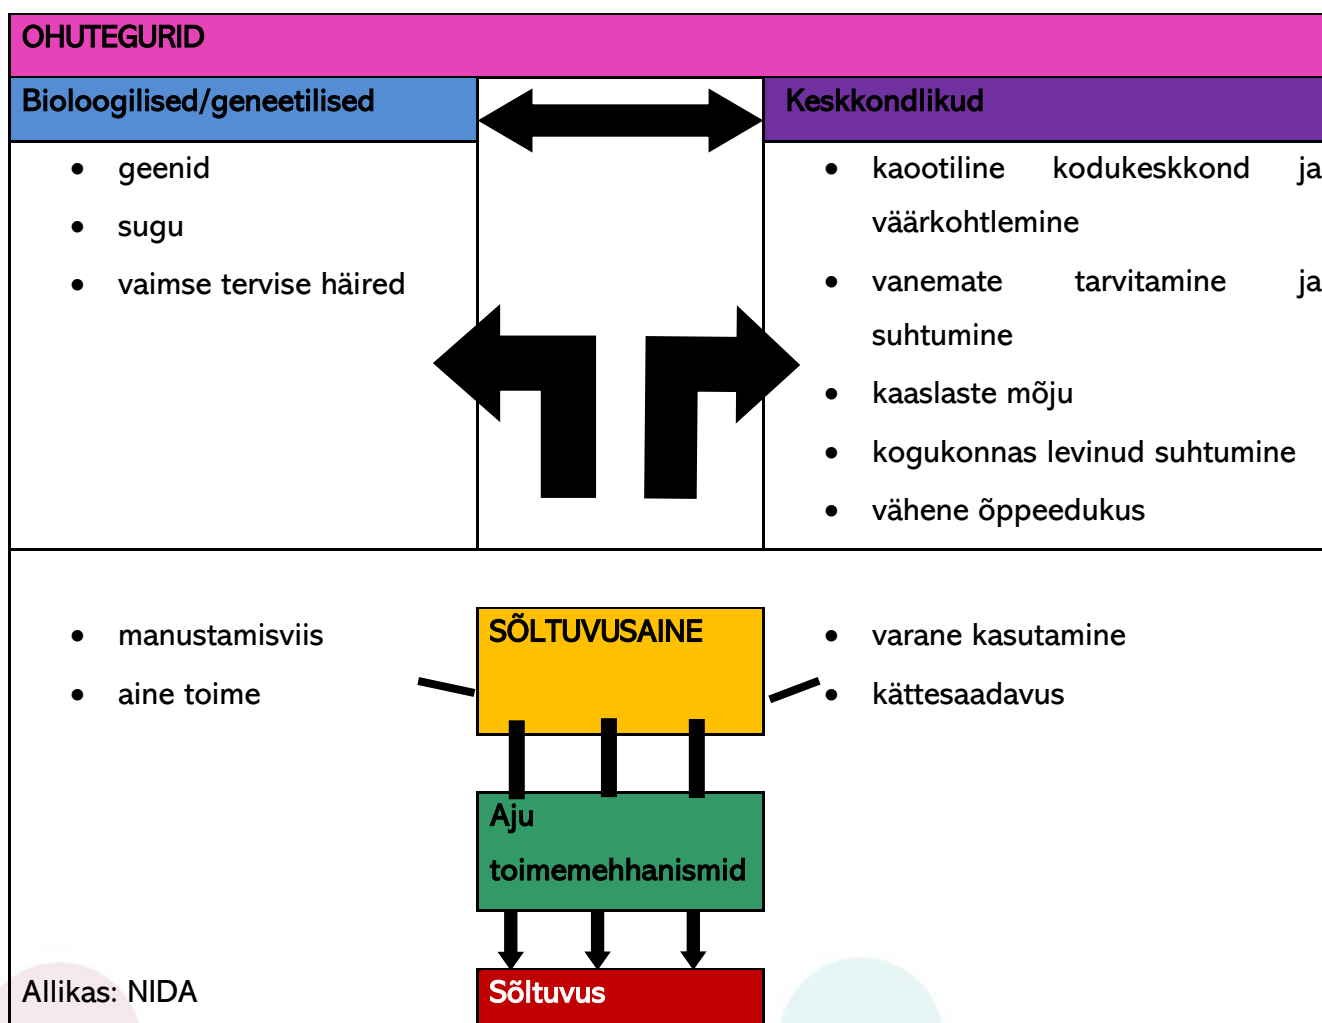 OHUTEGURID
Bioloogilised/geneetilised
Keskkondlikud
• geenid
• sugu
• vaimse tervise häired
• kaootiline kodukeskkond ja
väärkohtlemine
• vanemate tarvitamine ja
suhtumine
• kaaslaste mõju
• kogukonnas levinud suhtumine
• vähene õppeedukus
• manustamisviis
• aine toime
SÕLTUVUSAINE
• varane kasutamine
• kättesaadavus
Aju
toimemehhanismid
Allikas: NIDA
Sõltuvus